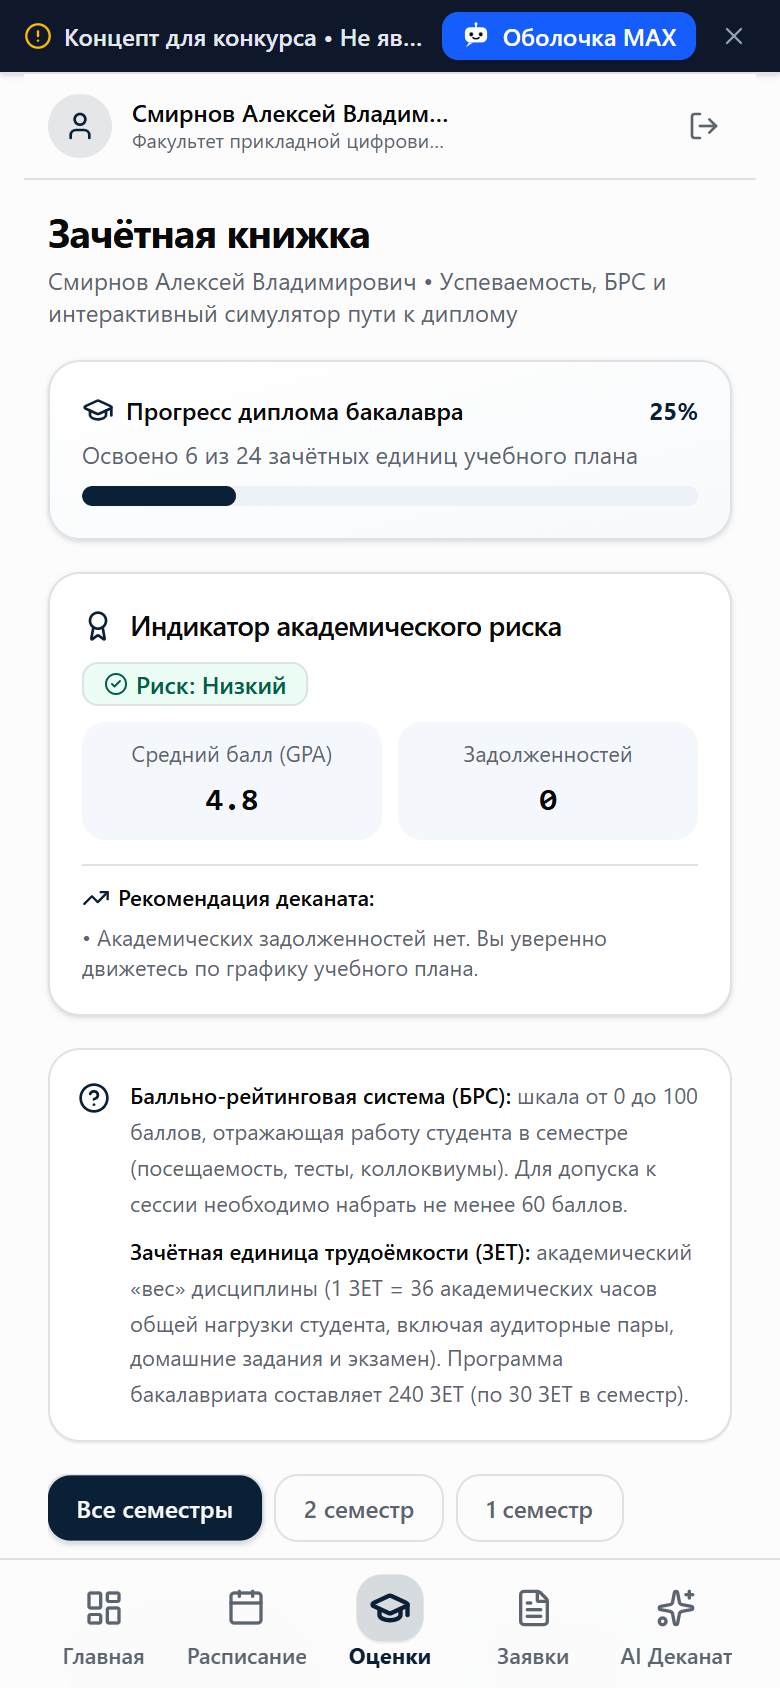 Концепт для конкурса • Не яв...
Оболочка MAX
Смирнов Алексей Владим...
Факультет прикладной цифрови...
Зачётная книжка
Смирнов Алексей Владимирович • Успеваемость, БРС и
интерактивный симулятор пути к диплому
Прогресс диплома бакалавра 25%
Освоено 6 из 24 зачётных единиц учебного плана
Индикатор академического риска
Риск: Низкий
Средний балл (GPA) Задолженностей
4.8 0
Рекомендация деканата:
• Академических задолженностей нет. Вы уверенно
движетесь по графику учебного плана.
Балльно-рейтинговая система (БРС): шкала от 0 до 100
баллов, отражающая работу студента в семестре
(посещаемость, тесты, коллоквиумы). Для допуска к
сессии необходимо набрать не менее 60 баллов.
Зачётная единица трудоёмкости (ЗЕТ): академический
«вес» дисциплины (1 ЗЕТ = 36 академических часов
общей нагрузки студента, включая аудиторные пары,
домашние задания и экзамен). Программа
бакалавриата составляет 240 ЗЕТ (по 30 ЗЕТ в семестр).
Все семестры 2 семестр 1 семестр
Главная Расписание Оценки Заявки AI Деканат